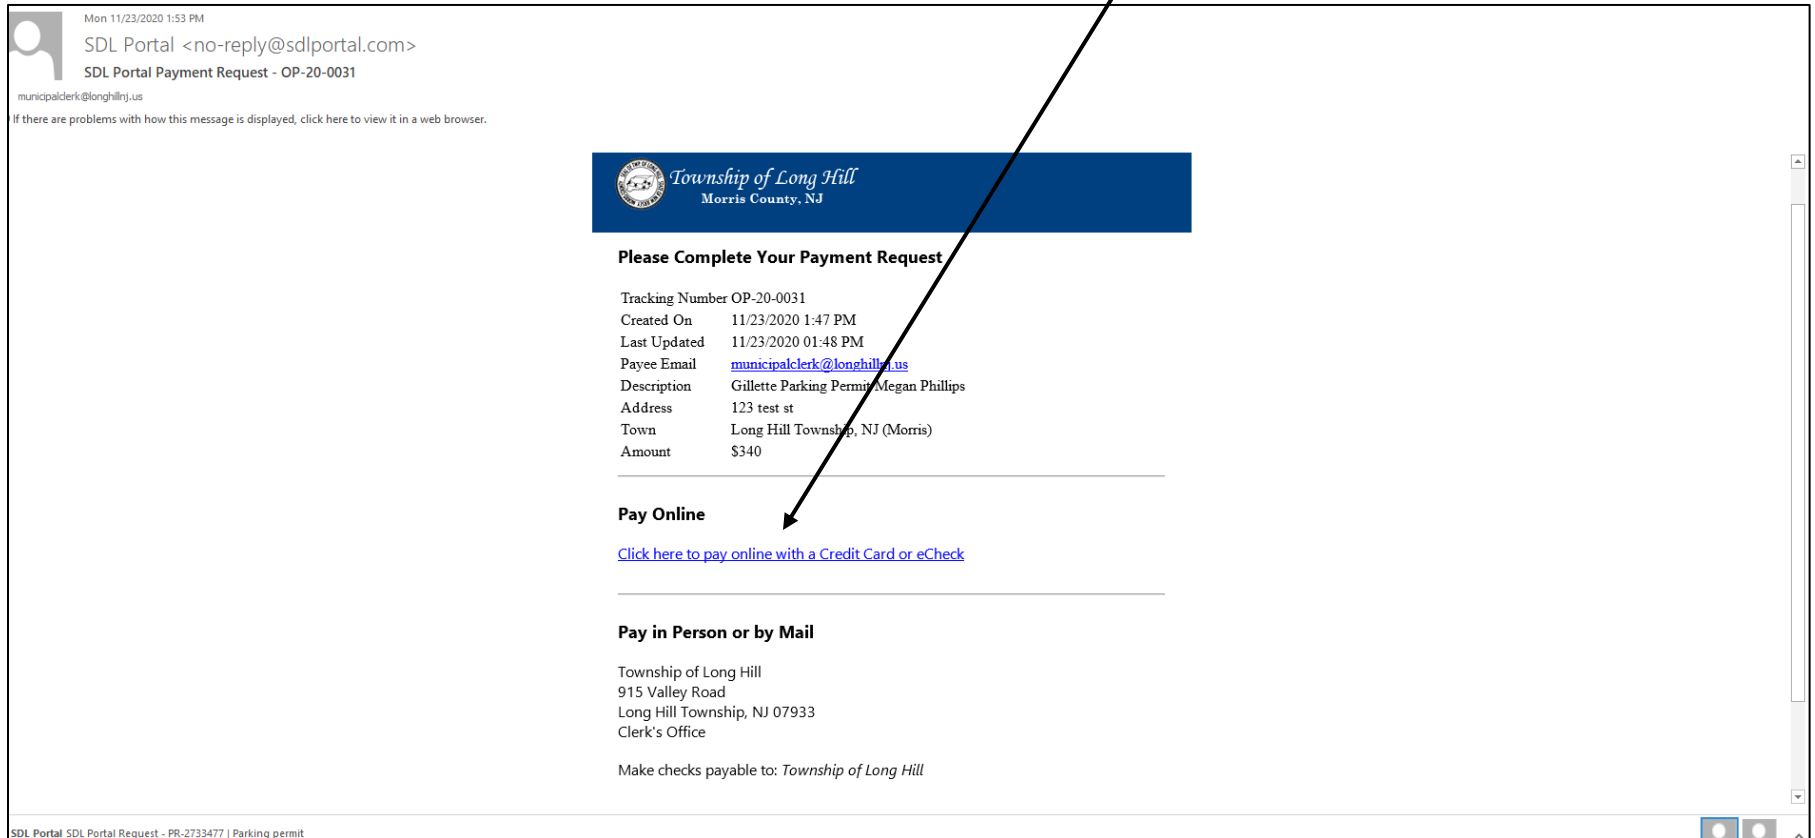 Mon 11/23/2020 1:53 PM
SDL Portal <no-reply@sdlportal.com>
SDL Portal Payment Request - OP-20-0031
municipalclerk@longhillnj.us
If there are problems with how this message is displayed, click here to view it in a web browser.
Township of Long Hill
Morris County, NJ
Please Complete Your Payment Request
Tracking Number OP-20-0031
Created On 11/23/2020 1:47 PM
Last Updated 11/23/2020 01:48 PM
Payee Email municipalclerk@longhillnj.us
Description Gillette Parking Permit Megan Phillips
Address 123 test st
Town Long Hill Township, NJ (Morris)
Amount $340
Pay Online
Click here to pay online with a Credit Card or eCheck
Pay in Person or by Mail
Township of Long Hill
915 Valley Road
Long Hill Township, NJ 07933
Clerk's Office
Make checks payable to: Township of Long Hill
SDL Portal SDL Portal Request - PR-2733477 | Parking permit